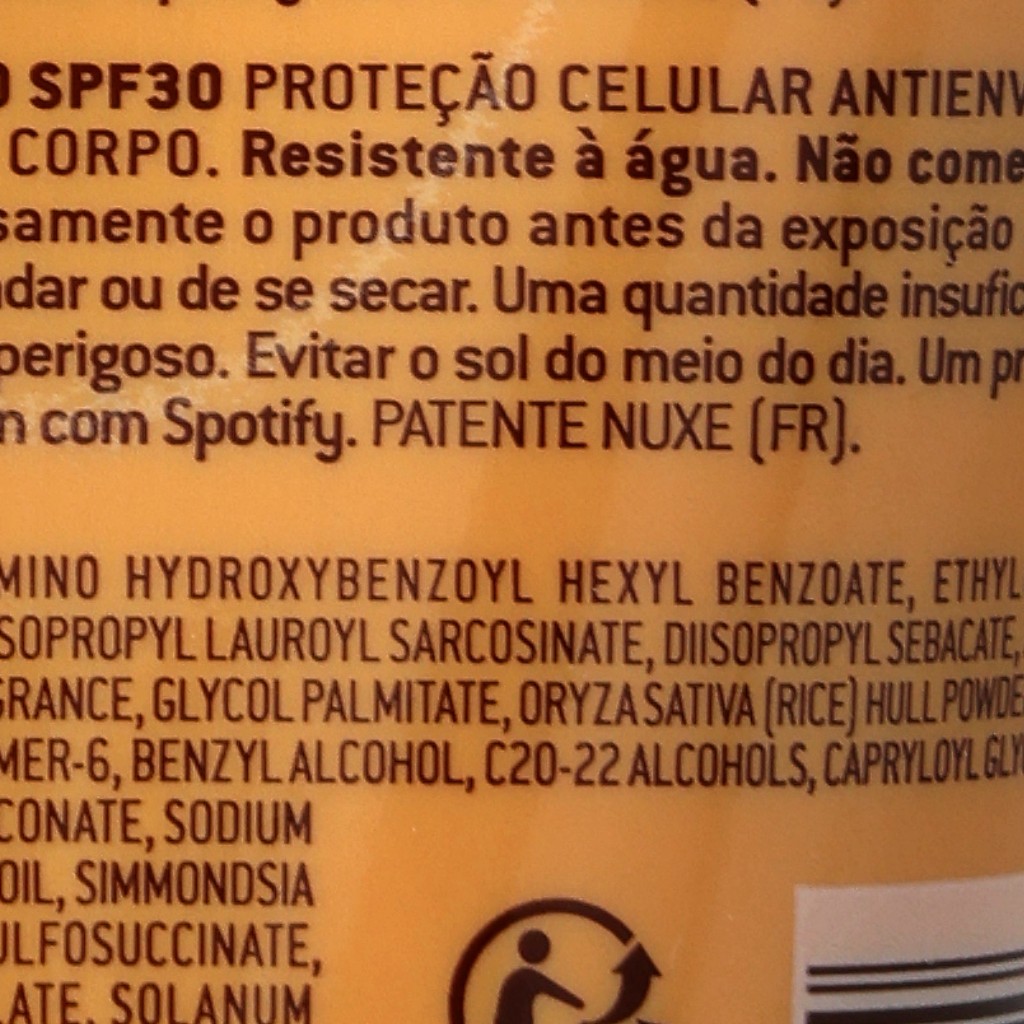 SPF30 PROTEÇÃO CELULAR ANTIENV
CORPO. Resistente à água. Não come
samente o produto antes da exposição
dar ou de se secar. Uma quantidade insufic
perigoso. Evitar o sol do meio do dia. Um pr
n com Spotify. PATENTE NUXE (FR).
MINO HYDROXYBENZOYL HEXYL BENZOATE, ETHYL
SOPROPYL LAUROYL SARCOSINATE, DIISOPROPYL SEBACATE,
GRANCE, GLYCOL PALMITATE, ORYZA SATIVA (RICE) HULL POWDE
MER-6, BENZYL ALCOHOL, C20-22 ALCOHOLS, CAPRYLOYL GLY
CONATE, SODIUM
OIL, SIMMONDSIA
ULFOSUCCINATE,
LATE, SOLANUM